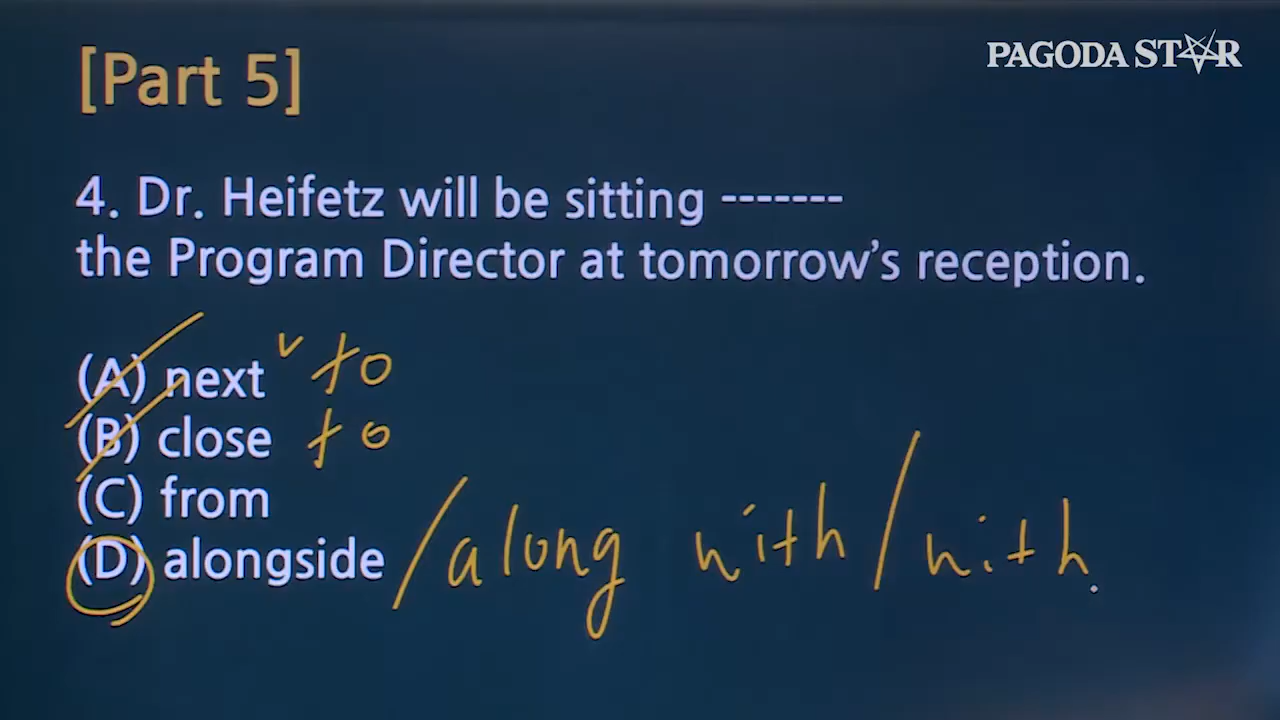 PAGODA STAR
[Part 5]
4. Dr. Heifetz will be sitting -------
the Program Director at tomorrow’s reception.
(A) next to
(B) close to
(C) from
(D) alongside / along with / with